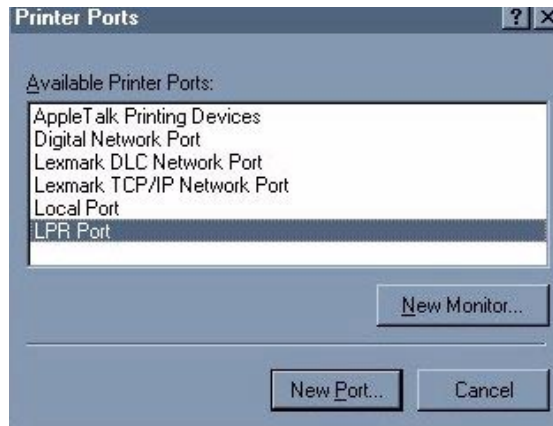 Printer Ports
Available Printer Ports:
AppleTalk Printing Devices
Digital Network Port
Lexmark DLC Network Port
Lexmark TCP/IP Network Port
Local Port
LPR Port
New Monitor...
New Port...
Cancel